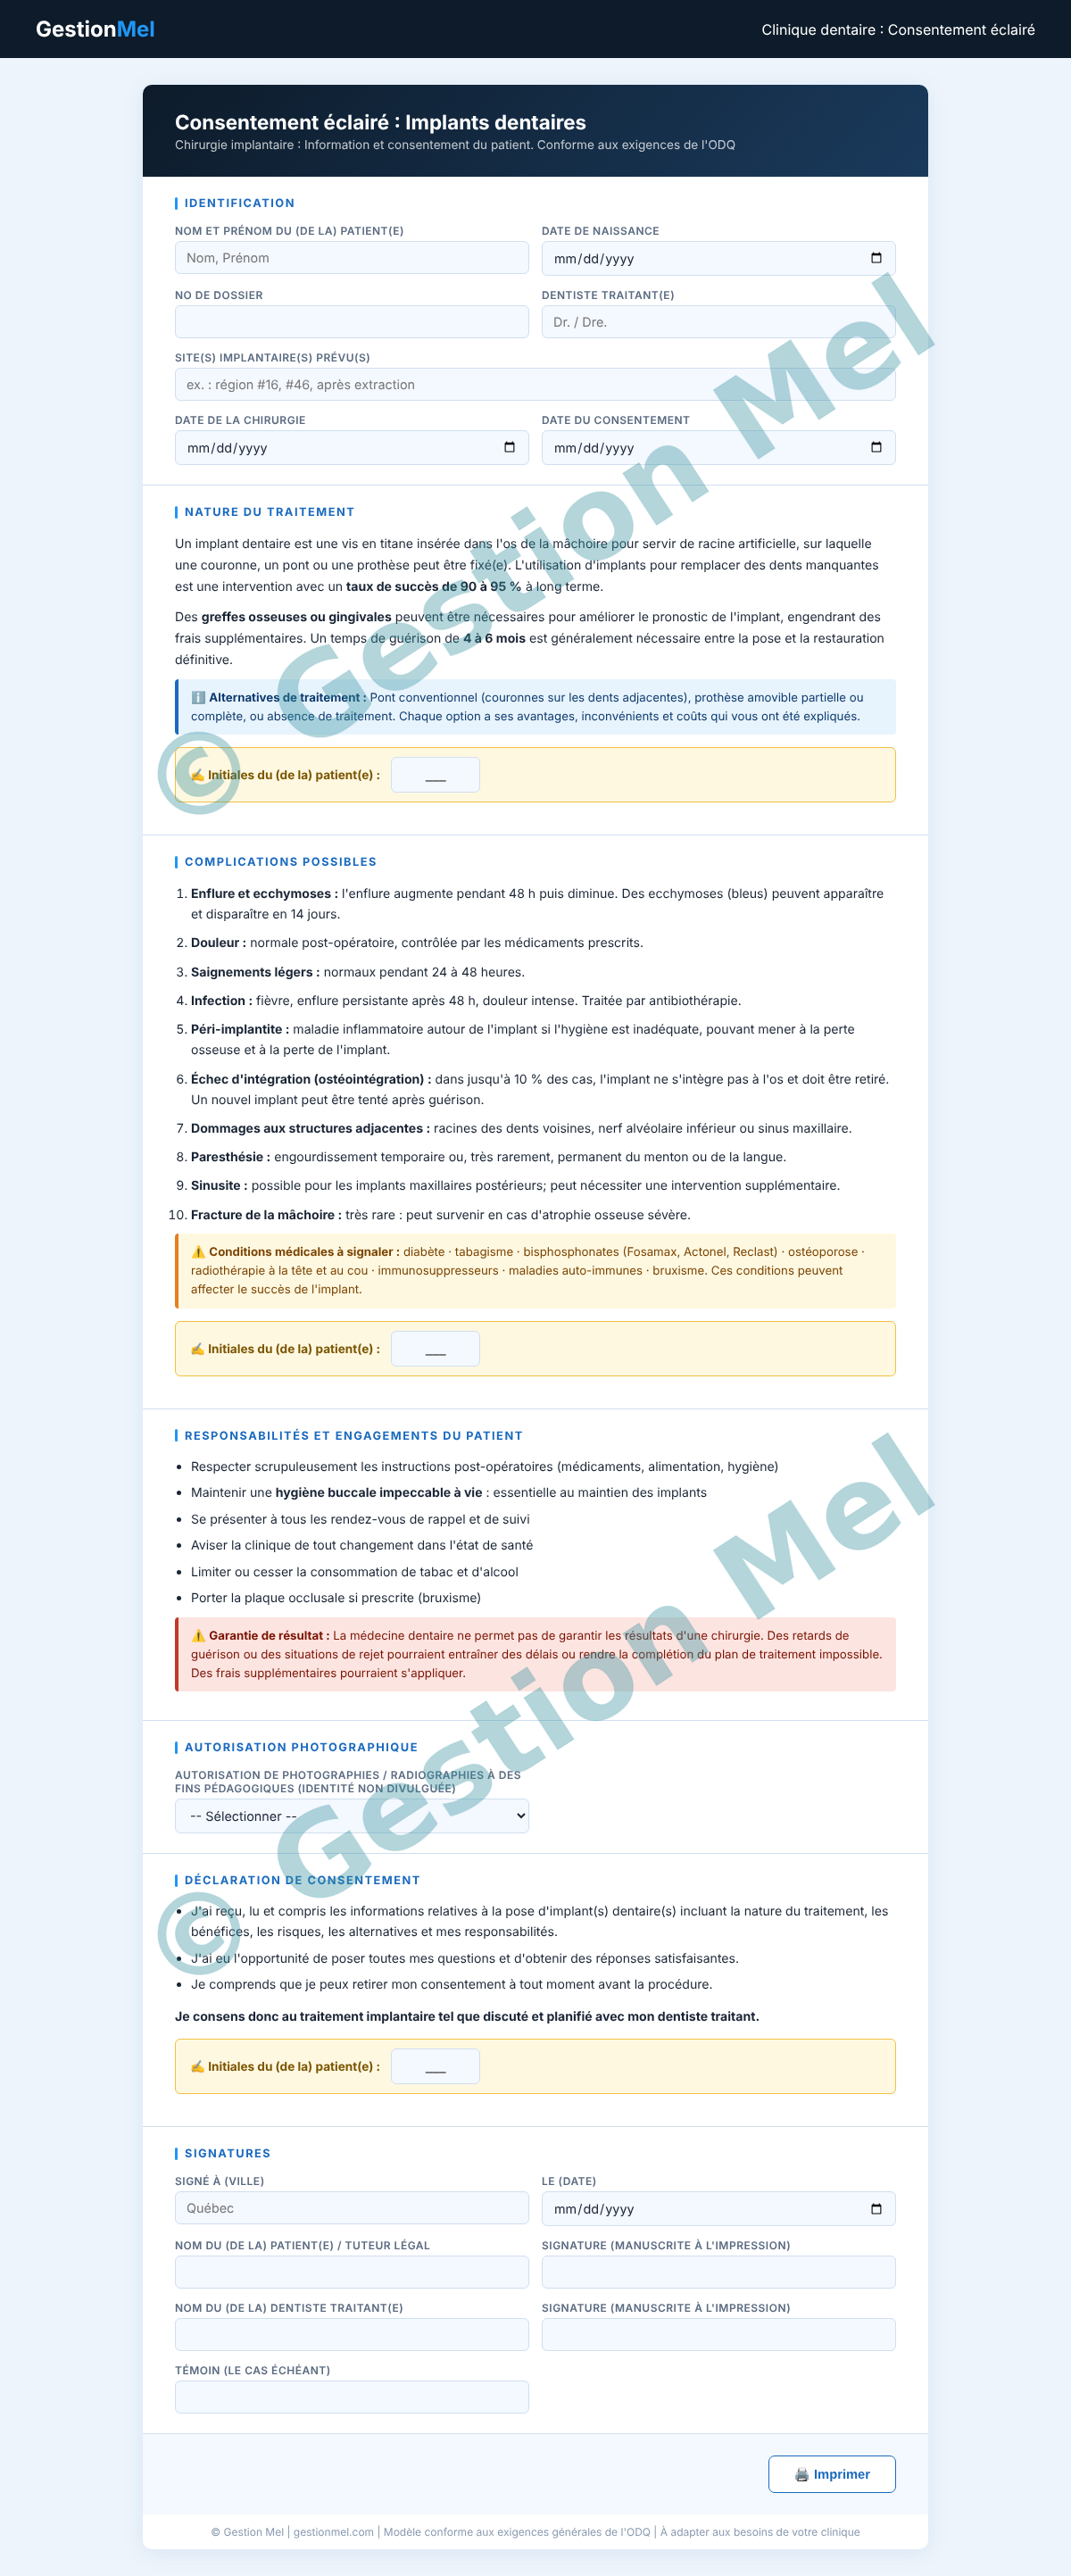 GestionMel
Clinique dentaire : Consentement éclairé
Consentement éclairé : Implants dentaires
Chirurgie implantaire : Information et consentement du patient. Conforme aux exigences de l'ODQ
IDENTIFICATION
NOM ET PRÉNOM DU (DE LA) PATIENT(E)
DATE DE NAISSANCE
Nom, Prénom
mm/dd/yyyy
NO DE DOSSIER
DENTISTE TRAITANT(E)
Dr. / Dre.
SITE(S) IMPLANTAIRE(S) PRÉVU(S)
ex. : région #16, #46, après extraction
DATE DE LA CHIRURGIE
DATE DU CONSENTEMENT
mm/dd/yyyy
mm/dd/yyyy
NATURE DU TRAITEMENT
Un implant dentaire est une vis en titane insérée dans l'os de la mâchoire pour servir de racine artificielle, sur laquelle
une couronne, un pont ou une prothèse peut être fixé(e). L'utilisation d'implants pour remplacer des dents manquantes
est une intervention avec un taux de succès de 90 à 95 % à long terme.
Des greffes osseuses ou gingivales peuvent être nécessaires pour améliorer le pronostic de l'implant, engendrant des
frais supplémentaires. Un temps de guérison de 4 à 6 mois est généralement nécessaire entre la pose et la restauration
définitive.
ℹ️ Alternatives de traitement : Pont conventionnel (couronnes sur les dents adjacentes), prothèse amovible partielle ou
complète, ou absence de traitement. Chaque option a ses avantages, inconvénients et coûts qui vous ont été expliqués.
✍️ Initiales du (de la) patient(e) : ___
© Gestion Mel
COMPLICATIONS POSSIBLES
1. Enflure et ecchymoses : l'enflure augmente pendant 48 h puis diminue. Des ecchymoses (bleus) peuvent apparaître
et disparaître en 14 jours.
2. Douleur : normale post-opératoire, contrôlée par les médicaments prescrits.
3. Saignements légers : normaux pendant 24 à 48 heures.
4. Infection : fièvre, enflure persistante après 48 h, douleur intense. Traitée par antibiothérapie.
5. Péri-implantite : maladie inflammatoire autour de l'implant si l'hygiène est inadéquate, pouvant mener à la perte
osseuse et à la perte de l'implant.
6. Échec d'intégration (ostéointégration) : dans jusqu'à 10 % des cas, l'implant ne s'intègre pas à l'os et doit être retiré.
Un nouvel implant peut être tenté après guérison.
7. Dommages aux structures adjacentes : racines des dents voisines, nerf alvéolaire inférieur ou sinus maxillaire.
8. Paresthésie : engourdissement temporaire ou, très rarement, permanent du menton ou de la langue.
9. Sinusite : possible pour les implants maxillaires postérieurs; peut nécessiter une intervention supplémentaire.
10. Fracture de la mâchoire : très rare : peut survenir en cas d'atrophie osseuse sévère.
⚠️ Conditions médicales à signaler : diabète · tabagisme · bisphosphonates (Fosamax, Actonel, Reclast) · ostéoporose ·
radiothérapie à la tête et au cou · immunosuppresseurs · maladies auto-immunes · bruxisme. Ces conditions peuvent
affecter le succès de l'implant.
✍️ Initiales du (de la) patient(e) : ___
RESPONSABILITÉS ET ENGAGEMENTS DU PATIENT
• Respecter scrupuleusement les instructions post-opératoires (médicaments, alimentation, hygiène)
• Maintenir une hygiène buccale impeccable à vie : essentielle au maintien des implants
• Se présenter à tous les rendez-vous de rappel et de suivi
• Aviser la clinique de tout changement dans l'état de santé
• Limiter ou cesser la consommation de tabac et d'alcool
• Porter la plaque occlusale si prescrite (bruxisme)
⚠️ Garantie de résultat : La médecine dentaire ne permet pas de garantir les résultats d'une chirurgie. Des retards de
guérison ou des situations de rejet pourraient entraîner des délais ou rendre la complétion du plan de traitement impossible.
Des frais supplémentaires pourraient s'appliquer.
AUTORISATION PHOTOGRAPHIQUE
AUTORISATION DE PHOTOGRAPHIES / RADIOGRAPHIES À DES
FINS PÉDAGOGIQUES (IDENTITÉ NON DIVULGUÉE)
-- Sélectionner --
© Gestion Mel
DÉCLARATION DE CONSENTEMENT
• J'ai reçu, lu et compris les informations relatives à la pose d'implant(s) dentaire(s) incluant la nature du traitement, les
bénéfices, les risques, les alternatives et mes responsabilités.
• J'ai eu l'opportunité de poser toutes mes questions et d'obtenir des réponses satisfaisantes.
• Je comprends que je peux retirer mon consentement à tout moment avant la procédure.
Je consens donc au traitement implantaire tel que discuté et planifié avec mon dentiste traitant.
✍️ Initiales du (de la) patient(e) : ___
SIGNATURES
SIGNÉ À (VILLE)
LE (DATE)
Québec
mm/dd/yyyy
NOM DU (DE LA) PATIENT(E) / TUTEUR LÉGAL
SIGNATURE (MANUSCRITE À L'IMPRESSION)
NOM DU (DE LA) DENTISTE TRAITANT(E)
SIGNATURE (MANUSCRITE À L'IMPRESSION)
TÉMOIN (LE CAS ÉCHÉANT)
🖨️ Imprimer
© Gestion Mel | gestionmel.com | Modèle conforme aux exigences générales de l'ODQ | À adapter aux besoins de votre clinique